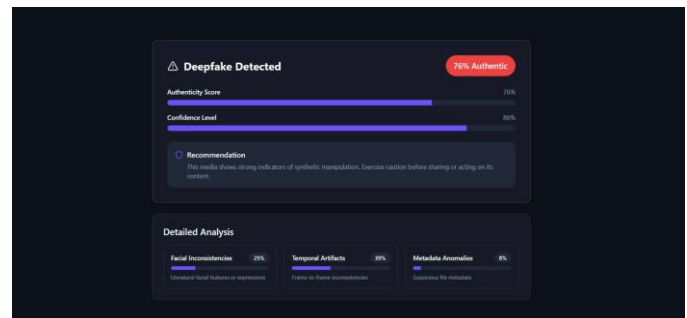 Deepfake Detected
76% Authentic
Authenticity Score
76%
Confidence Level
86%
Recommendation
This media shows strong indicators of synthetic manipulation. Exercise caution before sharing or acting on its
content.
Detailed Analysis
Facial Inconsistencies
25%
Unnatural facial features or expressions
Temporal Artifacts
39%
Frame-to-frame inconsistencies
Metadata Anomalies
8%
Suspicious file metadata